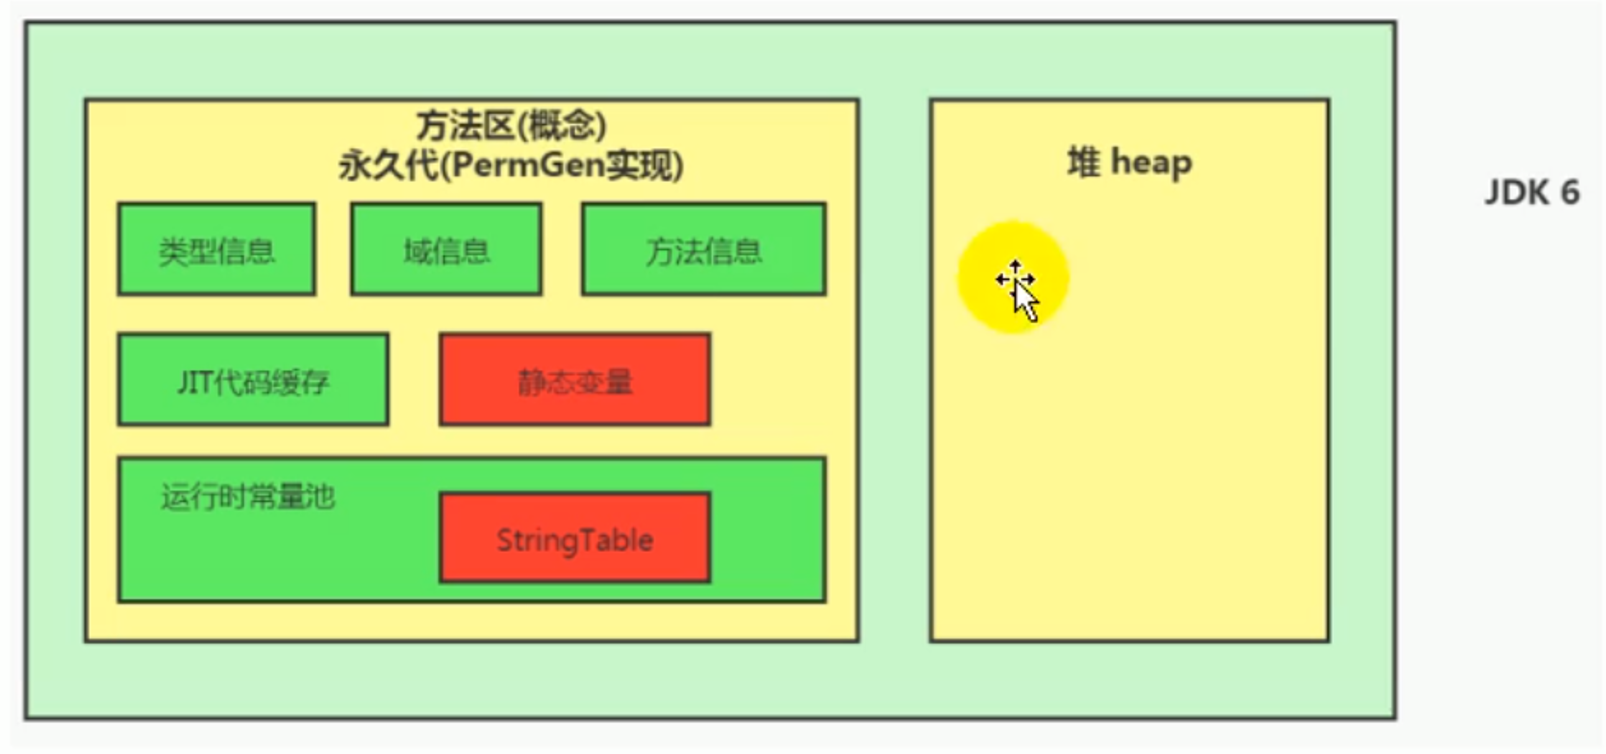 方法区(概念)
永久代(PermGen实现)
堆 heap
JDK 6
类型信息
域信息
方法信息
JIT代码缓存
静态变量
运行时常量池
StringTable